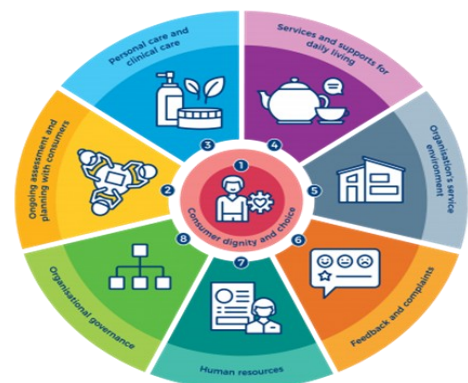 1
Consumer dignity and choice
2
Ongoing assessment and
planning with consumers
3
Personal care and
clinical care
4
Services and supports for
daily living
5
Organisation's service
environment
6
Feedback and complaints
7
Human resources
8
Organisational governance